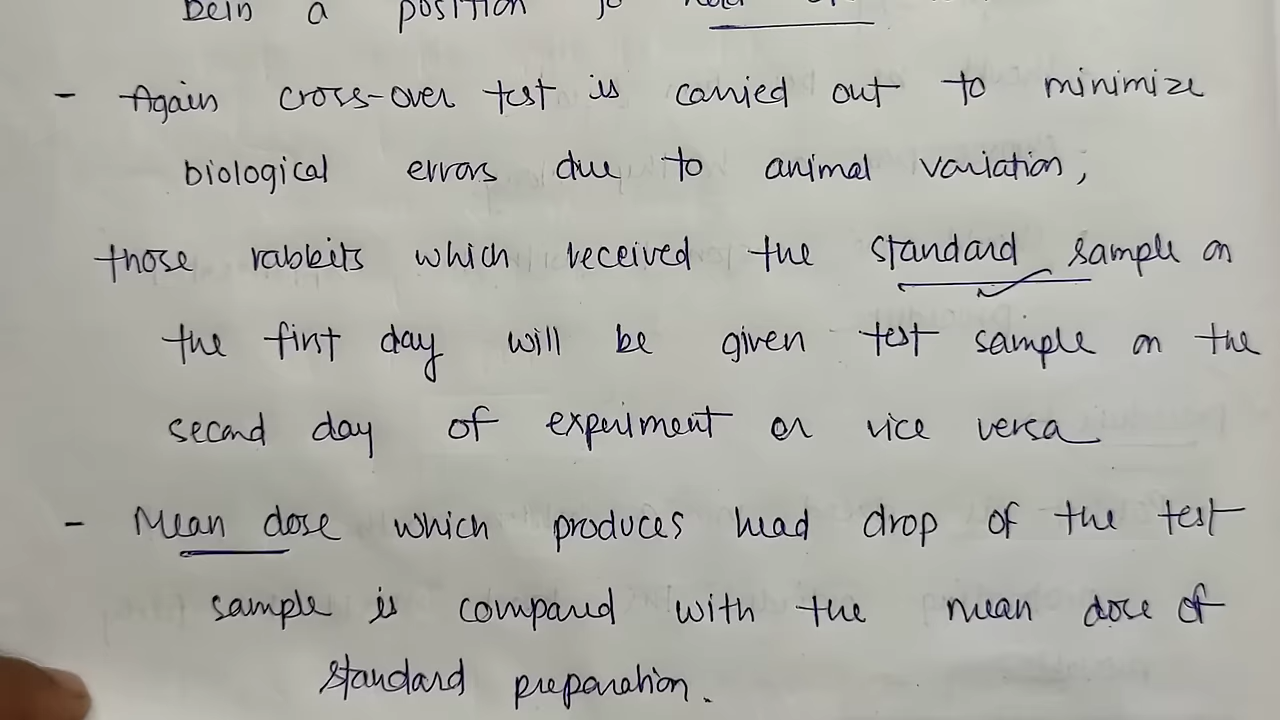 a position to
- Again cross-over test is carried out to minimize
biological errors due to animal variation,
those rabbits which received the standard sample on
the first day will be given test sample on the
second day of experiment or vice versa
- Mean dose which produces head drop of the test
sample is compared with the mean dose of
standard preparation.